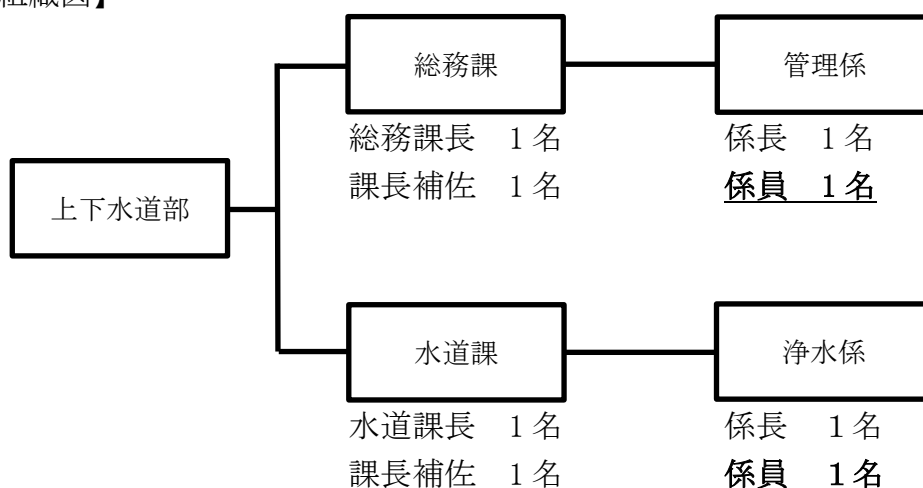 組織図】
総務課
管理係
総務課長　1名
係長　1名
課長補佐　1名
係員　1名
上下水道部
水道課
浄水係
水道課長　1名
係長　1名
課長補佐　1名
係員　1名